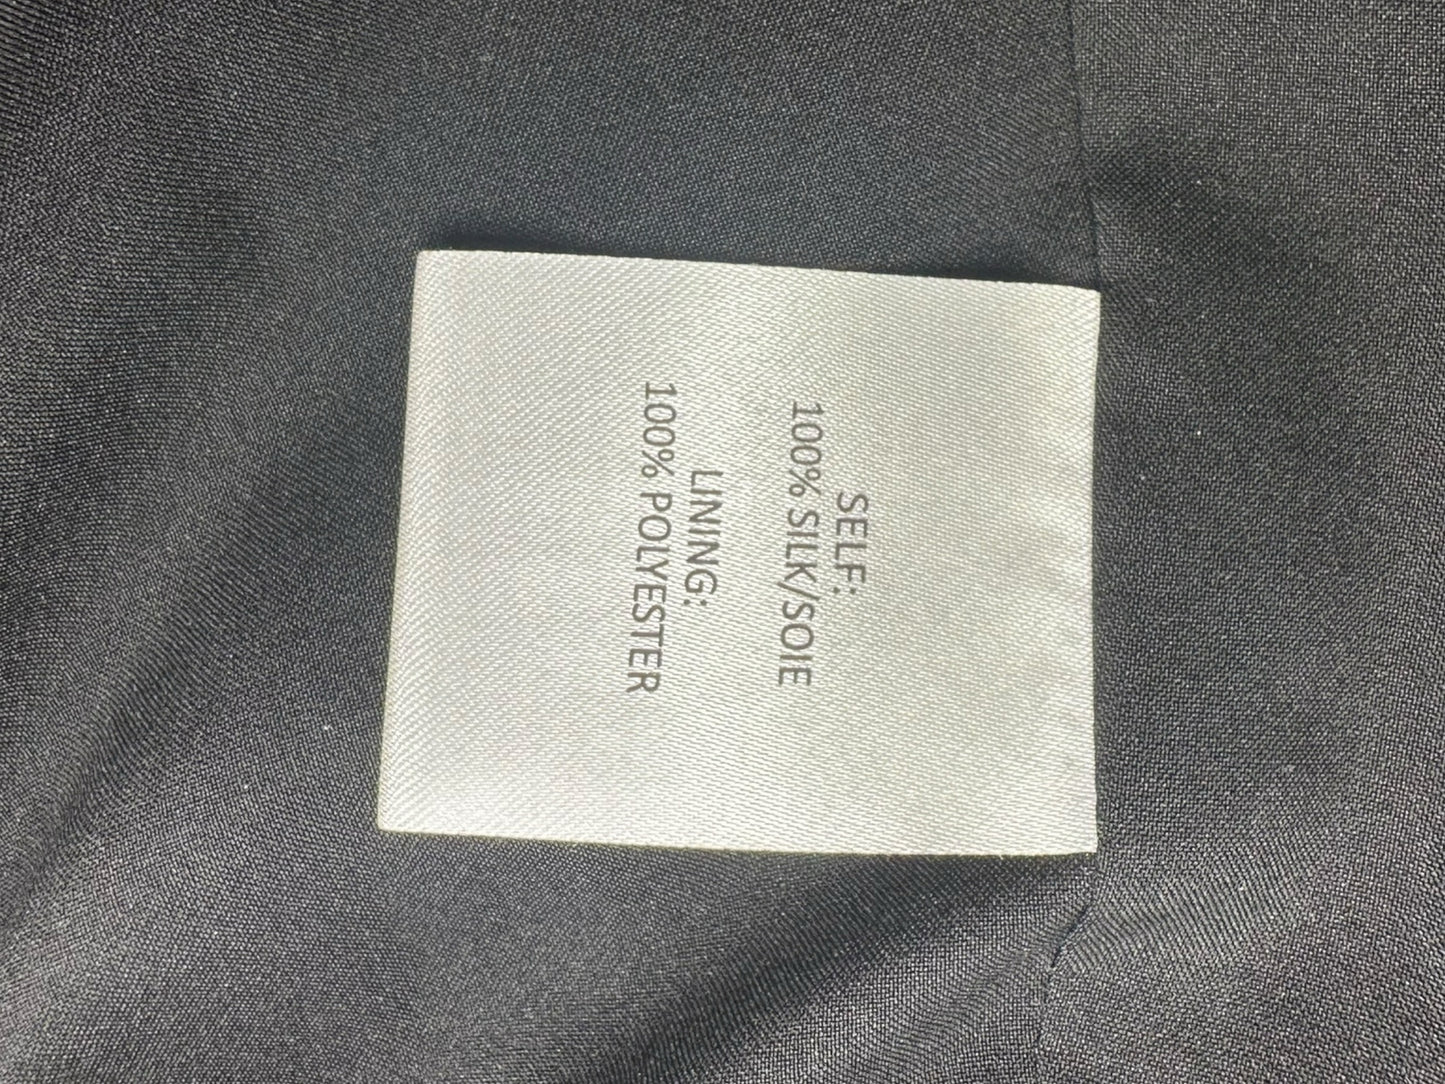 SELF:
100% SILK/SOIE
LINING:
100% POLYESTER